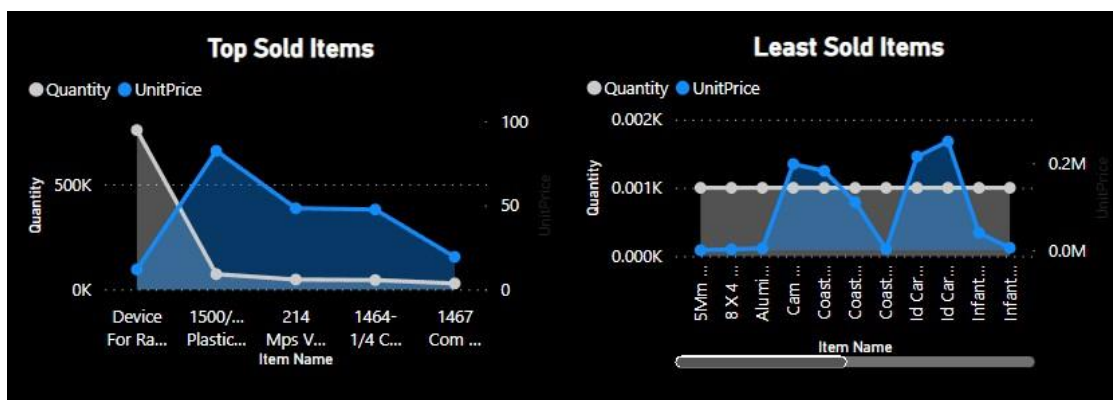 Top Sold Items
Quantity UnitPrice
100
500K
50
0K
0
Quantity
UnitPrice
Device For Ra...
1500/... Plastic...
214 Mps V...
1464- 1/4 C...
1467 Com ...
Item Name
Least Sold Items
Quantity UnitPrice
0.002K
0.2M
0.001K
0.0M
0.000K
Quantity
UnitPrice
5Mm ...
8 X 4 ...
Alumi...
Cam ...
Coast...
Coast...
Coast...
Id Car...
Id Car...
Infant...
Infant...
Item Name